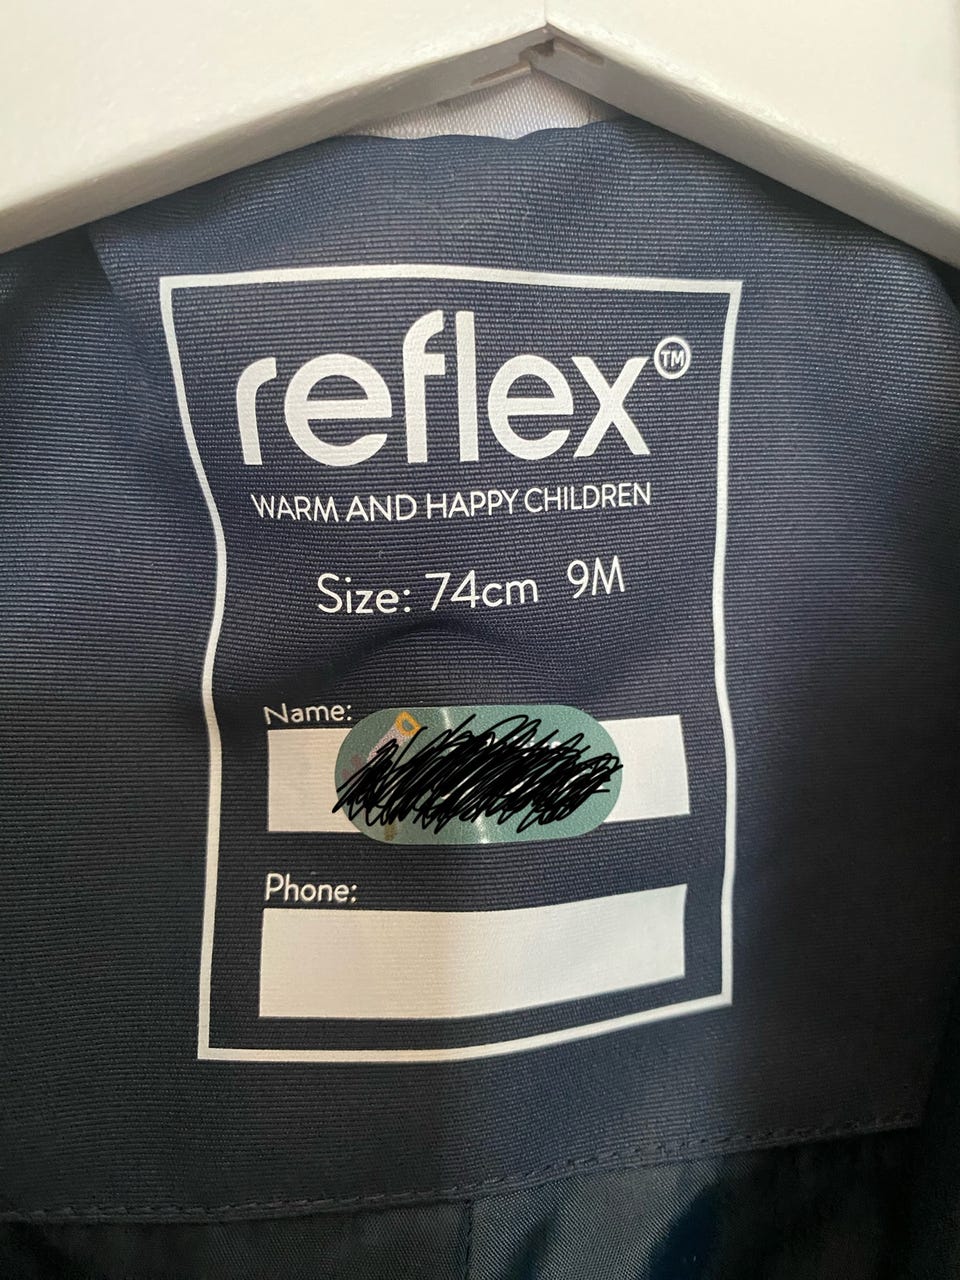 reflex™
WARM AND HAPPY CHILDREN
Size: 74cm 9M
Name:
Phone: